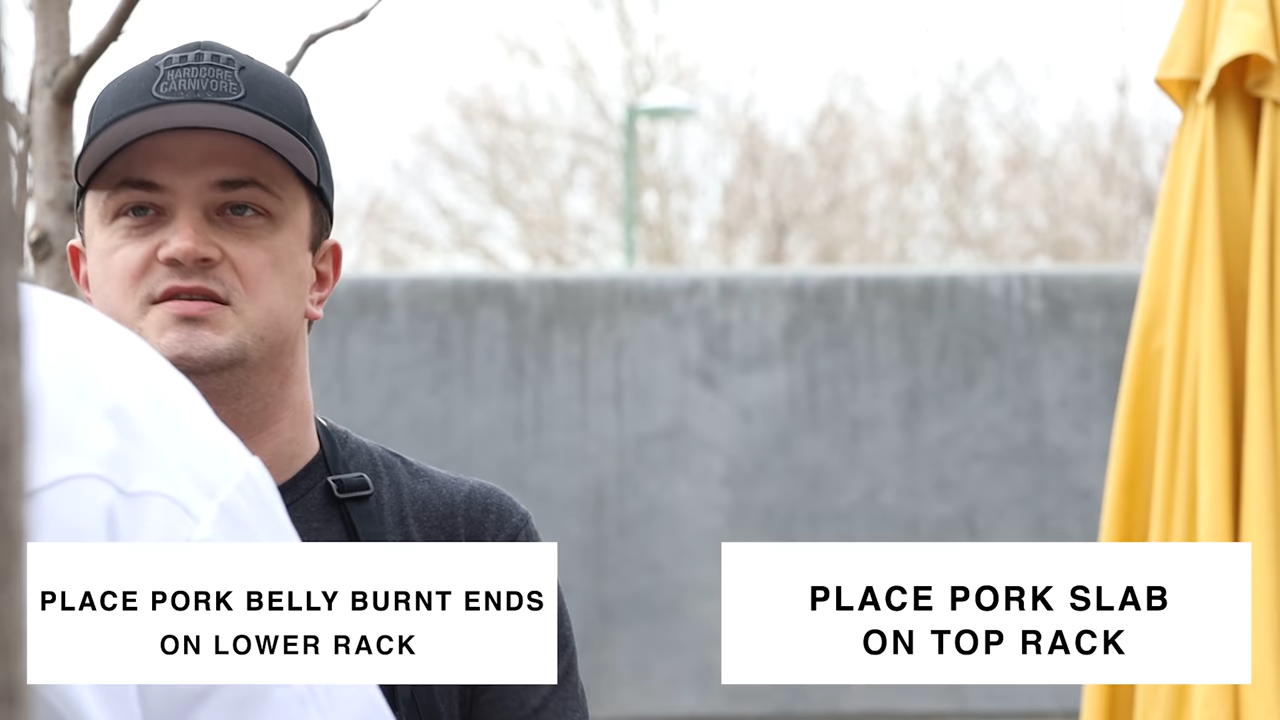 HARDCORE
CARNIVORE
PLACE PORK BELLY BURNT ENDS
ON LOWER RACK
PLACE PORK SLAB
ON TOP RACK